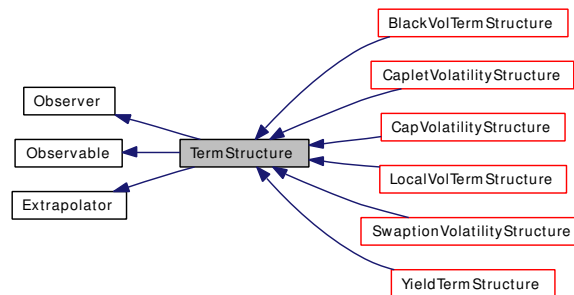 Observer
Observable
Extrapolator
TermStructure
BlackVolTermStructure
CapletVolatilityStructure
CapVolatilityStructure
LocalVolTermStructure
SwaptionVolatilityStructure
YieldTermStructure